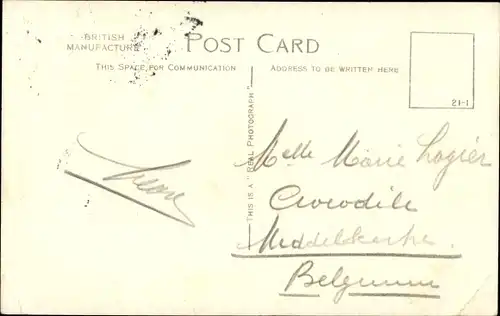 BRITISH
MANUFACTURE
POST CARD
THIS SPACE FOR COMMUNICATION
ADDRESS TO BE WRITTEN HERE
21-1
THIS IS A "REAL PHOTOGRAPH"
Melle Marie Logier
Crocodile
Middelkerke
Belgium